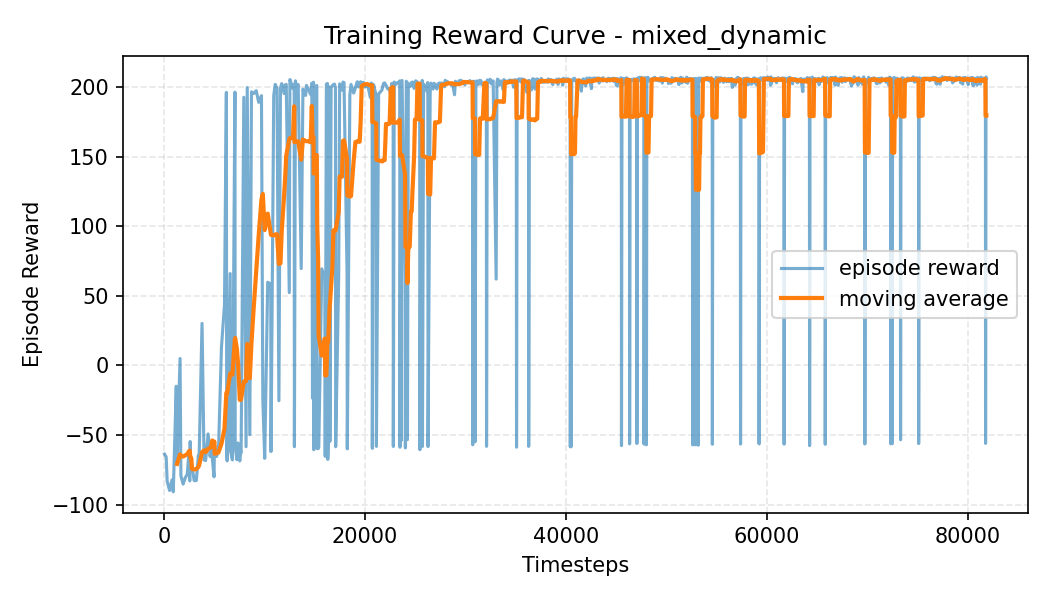 Training Reward Curve - mixed_dynamic
Episode Reward
200
150
100
50
0
−50
−100
episode reward
moving average
0
20000
40000
60000
80000
Timesteps